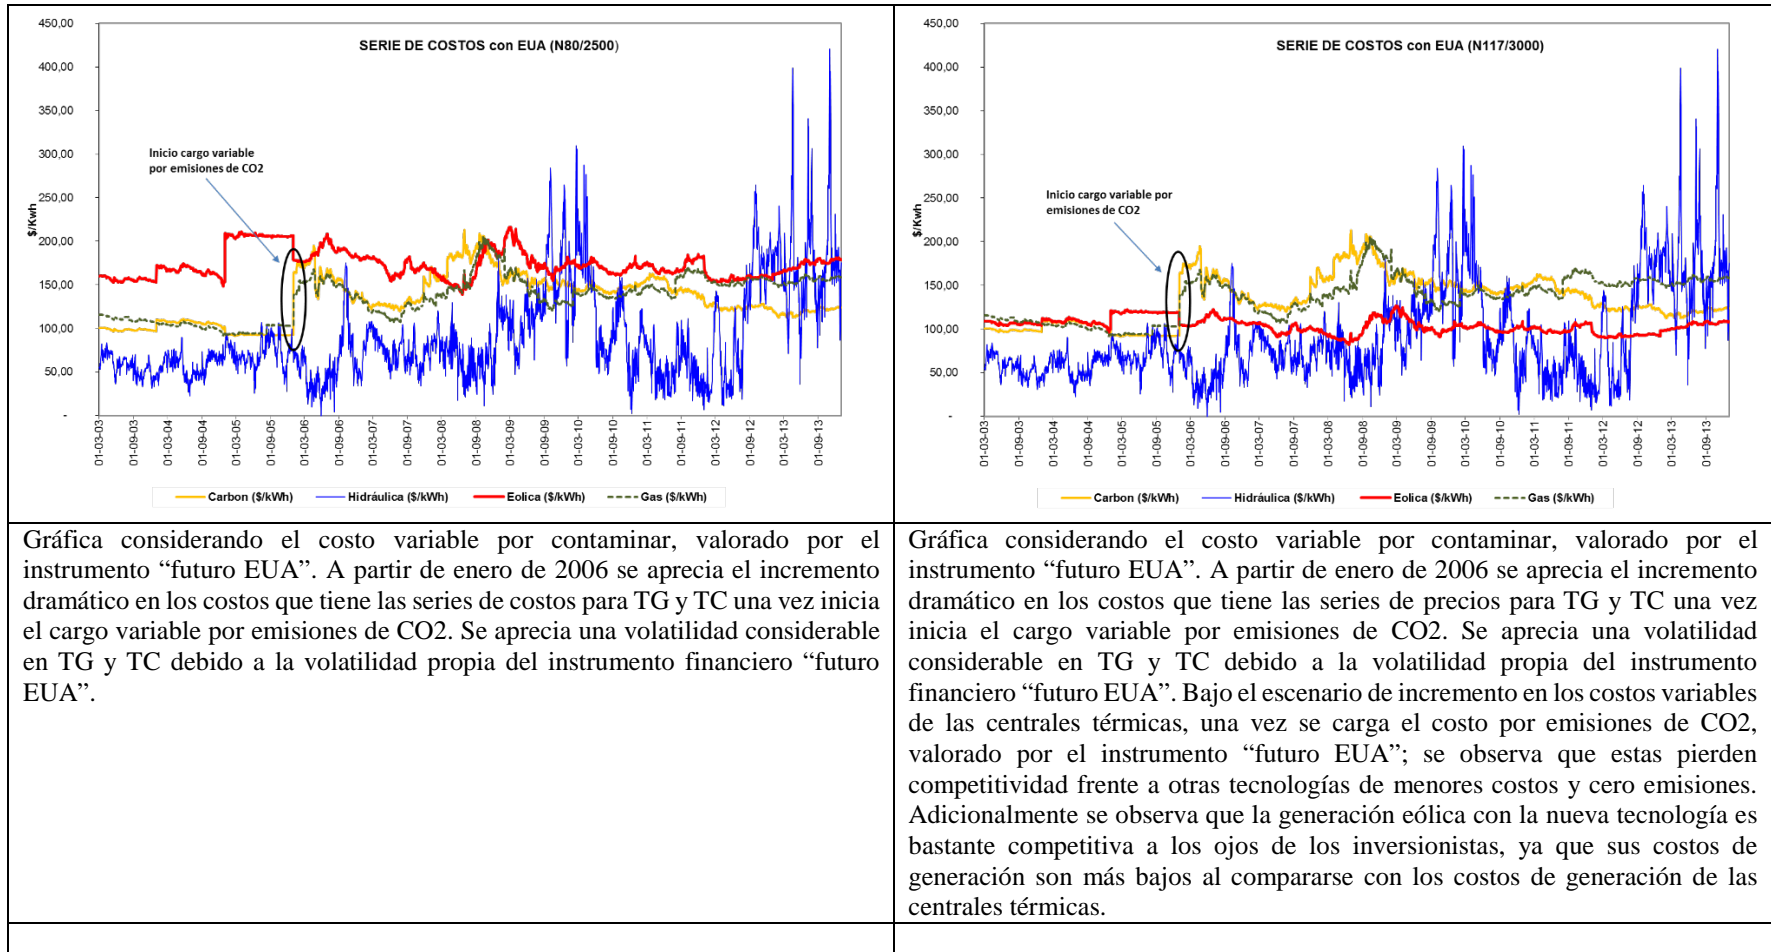 SERIE DE COSTOS con EUA (N80/2500)
450,00
400,00
350,00
300,00
250,00
200,00
150,00
100,00
50,00
-
$/Kwh
Inicio cargo variable
por emisiones de CO2
01-03-03
01-09-03
01-03-04
01-09-04
01-03-05
01-09-05
01-03-06
01-09-06
01-03-07
01-09-07
01-03-08
01-09-08
01-03-09
01-09-09
01-03-10
01-09-10
01-03-11
01-09-11
01-03-12
01-09-12
01-03-13
01-09-13
Carbon ($/kWh) Hidráulica ($/kWh) Eolica ($/kWh) Gas ($/kWh)
SERIE DE COSTOS con EUA (N117/3000)
450,00
400,00
350,00
300,00
250,00
200,00
150,00
100,00
50,00
-
$/Kwh
Inicio cargo variable por
emisiones de CO2
01-03-03
01-09-03
01-03-04
01-09-04
01-03-05
01-09-05
01-03-06
01-09-06
01-03-07
01-09-07
01-03-08
01-09-08
01-03-09
01-09-09
01-03-10
01-09-10
01-03-11
01-09-11
01-03-12
01-09-12
01-03-13
01-09-13
Carbon ($/kWh) Hidráulica ($/kWh) Eolica ($/kWh) Gas ($/kWh)
Gráfica considerando el costo variable por contaminar, valorado por el
instrumento “futuro EUA”. A partir de enero de 2006 se aprecia el incremento
dramático en los costos que tiene las series de costos para TG y TC una vez inicia
el cargo variable por emisiones de CO2. Se aprecia una volatilidad considerable
en TG y TC debido a la volatilidad propia del instrumento financiero “futuro
EUA”.
Gráfica considerando el costo variable por contaminar, valorado por el
instrumento “futuro EUA”. A partir de enero de 2006 se aprecia el incremento
dramático en los costos que tiene las series de precios para TG y TC una vez
inicia el cargo variable por emisiones de CO2. Se aprecia una volatilidad
considerable en TG y TC debido a la volatilidad propia del instrumento
financiero “futuro EUA”. Bajo el escenario de incremento en los costos variables
de las centrales térmicas, una vez se carga el costo por emisiones de CO2,
valorado por el instrumento “futuro EUA”; se observa que estas pierden
competitividad frente a otras tecnologías de menores costos y cero emisiones.
Adicionalmente se observa que la generación eólica con la nueva tecnología es
bastante competitiva a los ojos de los inversionistas, ya que sus costos de
generación son más bajos al compararse con los costos de generación de las
centrales térmicas.